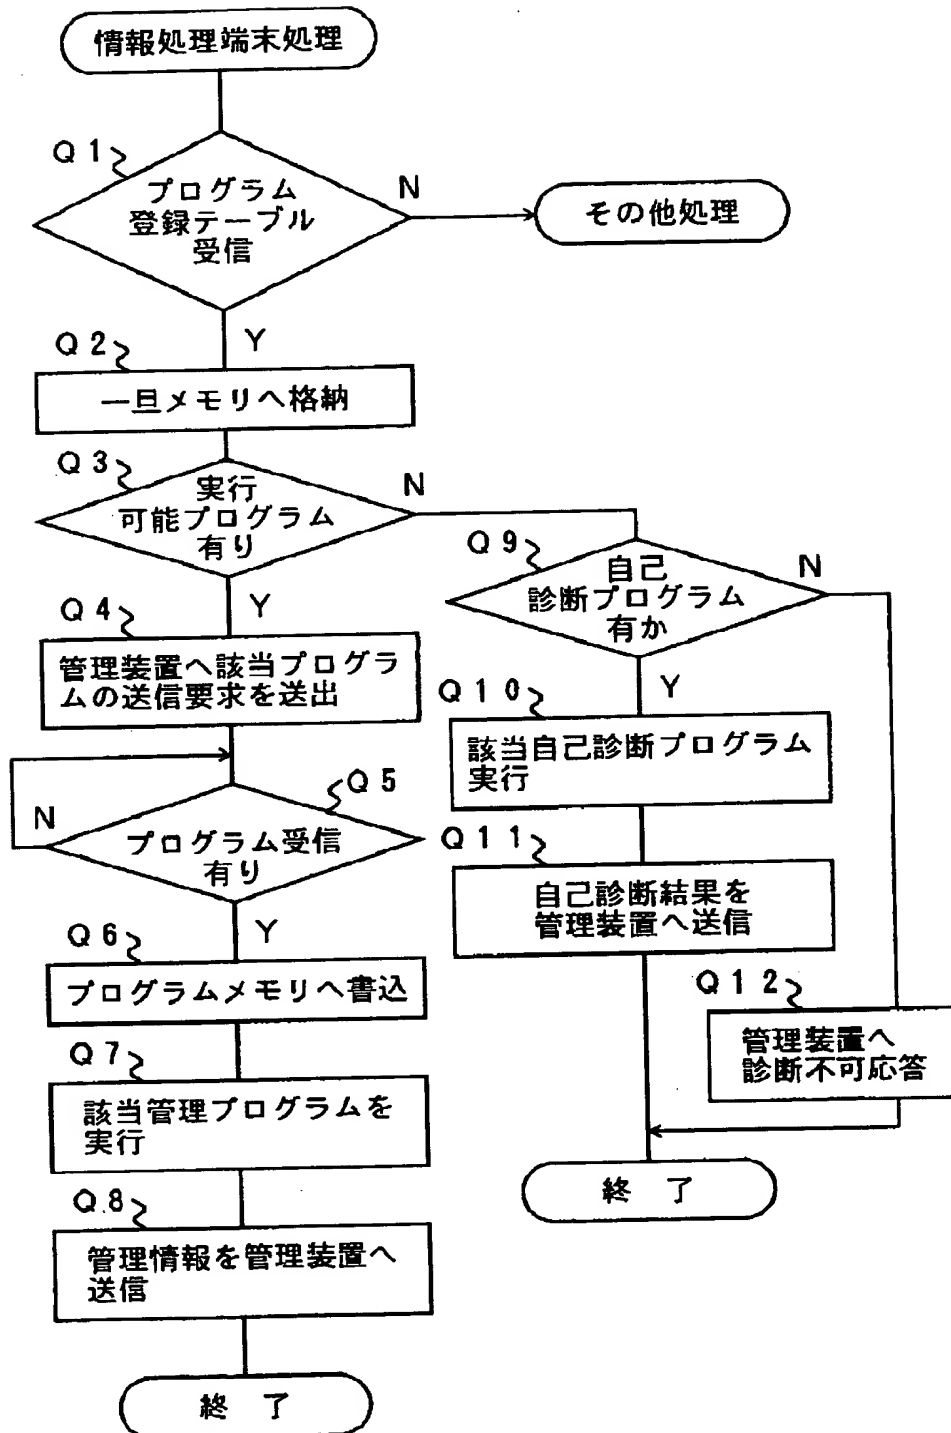 情報処理端末処理
Q1
プログラム
登録テーブル
受信
N
その他処理
Y
Q2
一旦メモリへ格納
Q3
実行
可能プログラム
有り
N
Y
Q4
管理装置へ該当プログラ
ムの送信要求を送出
Q5
プログラム受信
有り
N
Y
Q6
プログラムメモリへ書込
Q7
該当管理プログラムを
実行
Q8
管理情報を管理装置へ
送信
終了
Q9
自己
診断プログラム
有か
N
Y
Q10
該当自己診断プログラム
実行
Q11
自己診断結果を
管理装置へ送信
Q12
管理装置へ
診断不可応答
終了